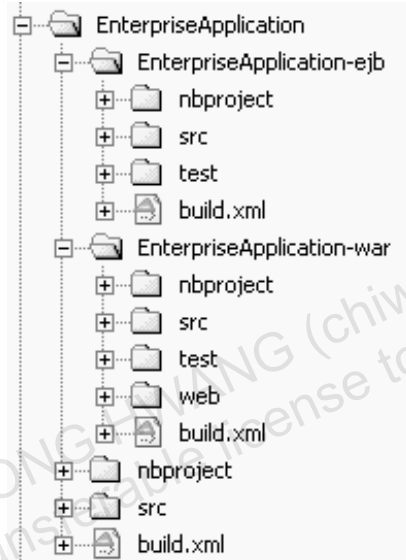 EnterpriseApplication
EnterpriseApplication-ejb
nbproject
src
test
build.xml
EnterpriseApplication-war
nbproject
src
test
web
build.xml
nbproject
src
build.xml